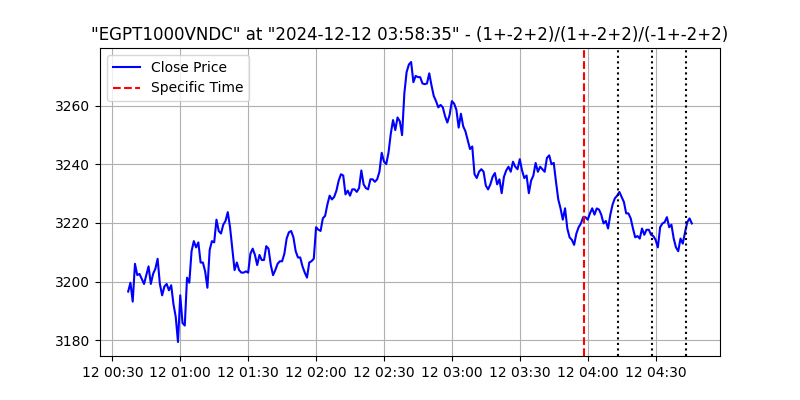 "EGPT1000VNDC" at "2024-12-12 03:58:35" - (1+-2+2)/(1+-2+2)/(-1+-2+2)
Close Price
Specific Time
3260
3240
3220
3200
3180
12 00:30 12 01:00 12 01:30 12 02:00 12 02:30 12 03:00 12 03:30 12 04:00 12 04:30